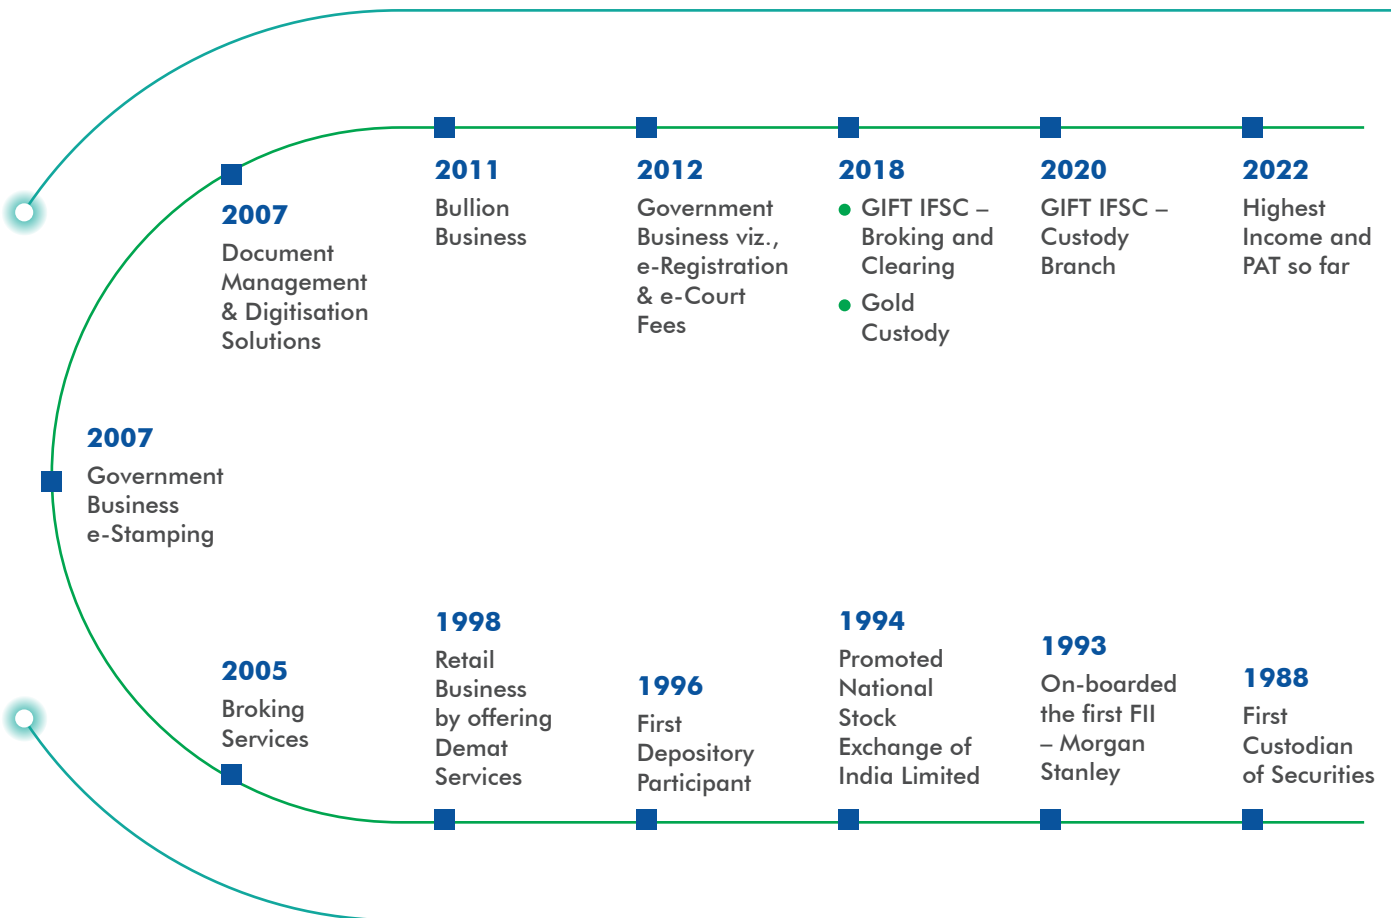 2007
Document
Management
& Digitisation
Solutions
2011
Bullion
Business
2012
Government
Business viz.,
e-Registration
& e-Court
Fees
2018
GIFT IFSC –
Broking and
Clearing
Gold
Custody
2020
GIFT IFSC –
Custody
Branch
2022
Highest
Income and
PAT so far
2007
Government
Business
e-Stamping
2005
Broking
Services
1998
Retail
Business
by offering
Demat
Services
1996
First
Depository
Participant
1994
Promoted
National
Stock
Exchange of
India Limited
1993
On-boarded
the first FII
– Morgan
Stanley
1988
First
Custodian
of Securities